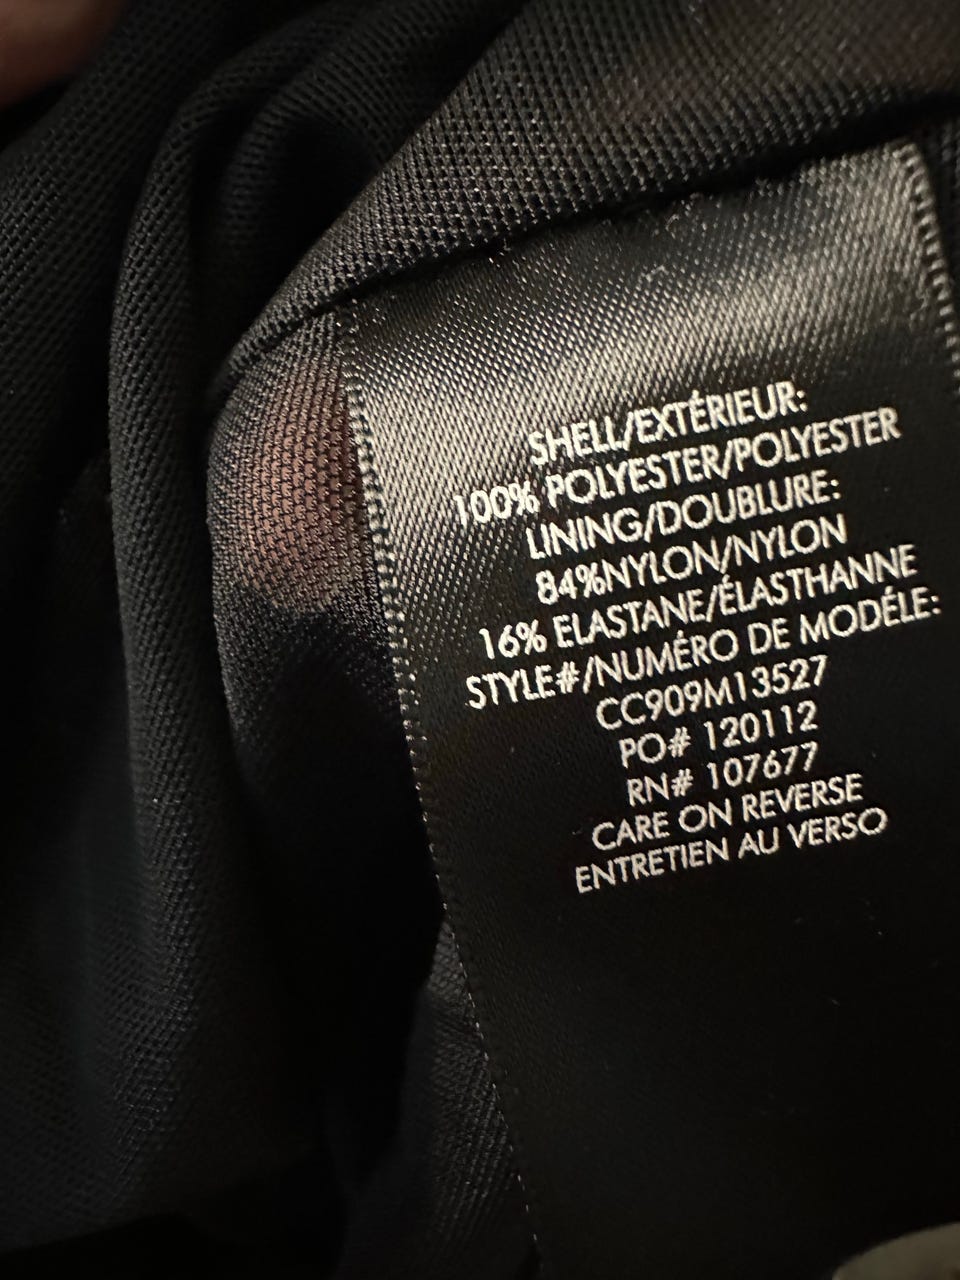 SHELL/EXTÉRIEUR:
100% POLYESTER/POLYESTER
LINING/DOUBLURE:
84%NYLON/NYLON
16% ELASTANE/ÉLASTHANNE
STYLE#/NUMÉRO DE MODÉLE:
CC909M13527
PO# 120112
RN# 107677
CARE ON REVERSE
ENTRETIEN AU VERSO